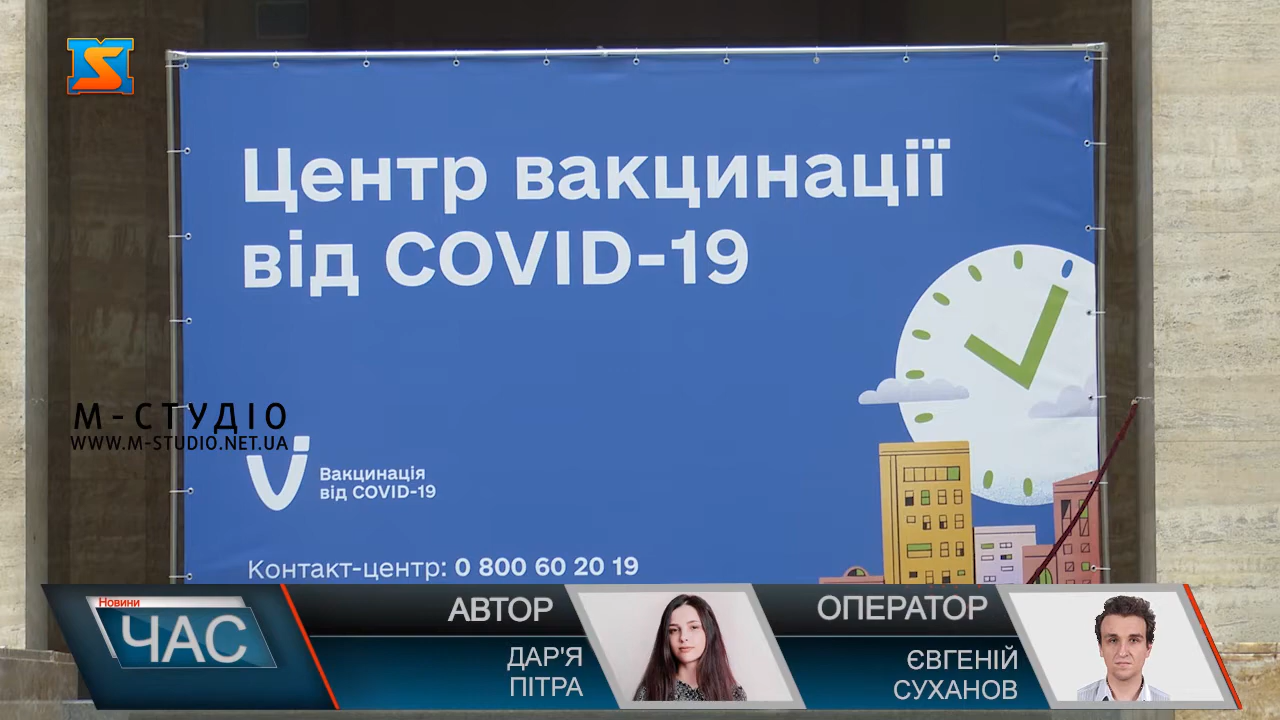 Центр вакцинації
від COVID-19
М-СТУДІО
WWW.M-STUDIO.NET.UA
Вакцинація
від COVID-19
Контакт-центр: 0 800 60 20 19
Новини
ЧАС
АВТОР
ДАР'Я
ПІТРА
ОПЕРАТОР
ЄВГЕНІЙ
СУХАНОВ